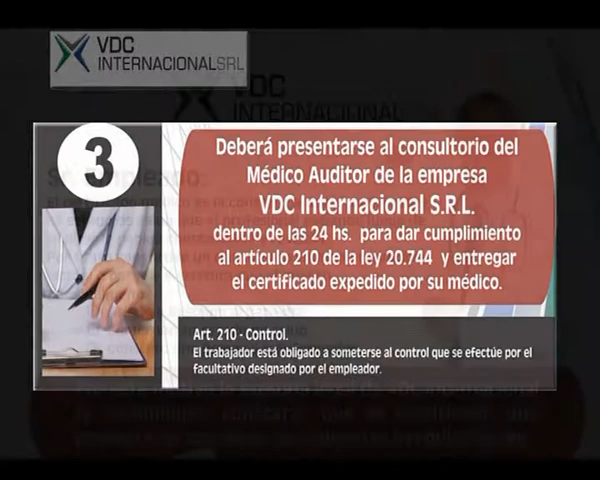 VDC
INTERNACIONALSRL
VDC
INTERNACIONAL
3
Deberá presentarse al consultorio del
Médico Auditor de la empresa
VDC Internacional S.R.L.
dentro de las 24 hs. para dar cumplimiento
al artículo 210 de la ley 20.744 y entregar
el certificado expedido por su médico.
Art. 210 - Control.
El trabajador está obligado a someterse al control que se efectúe por el
facultativo designado por el empleador.